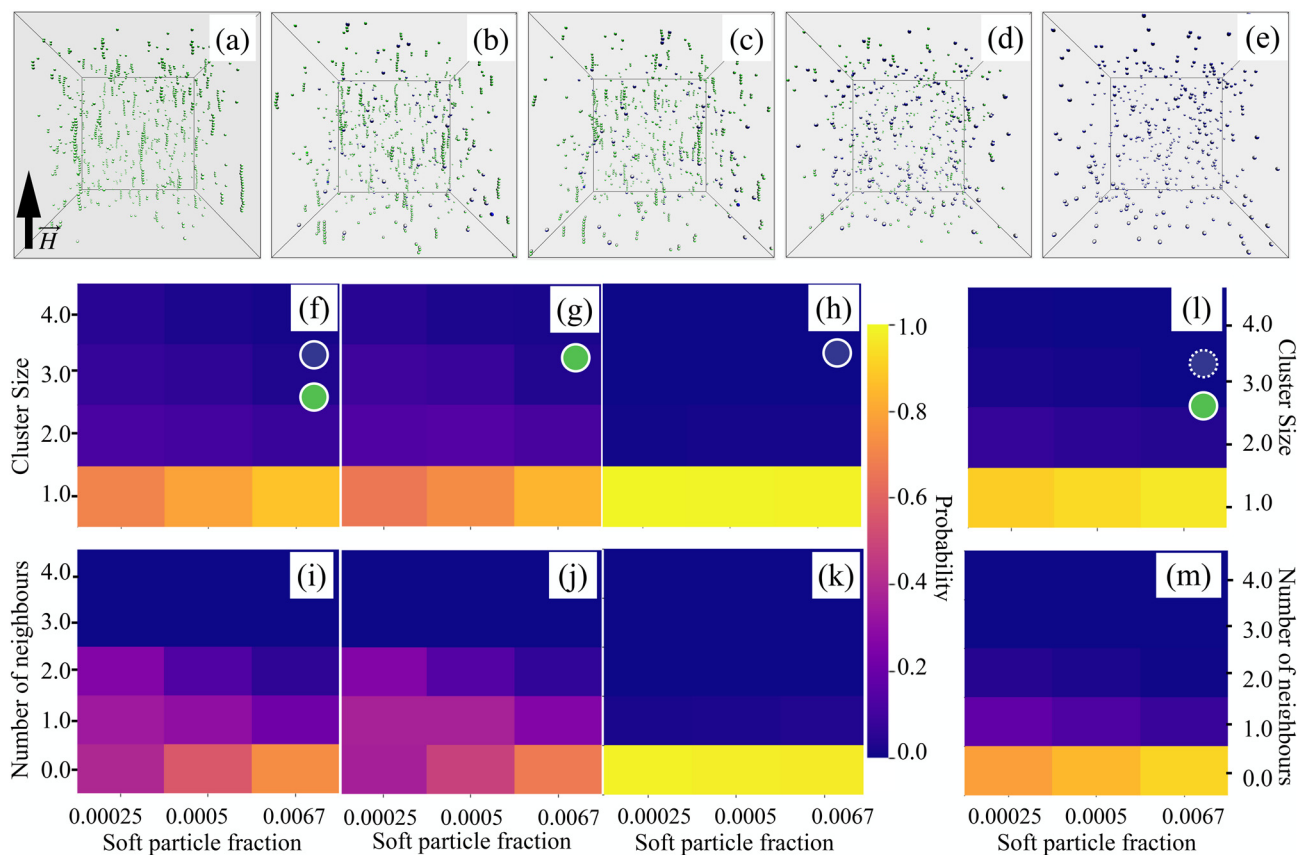 (a)
(b)
(c)
(d)
(e)
H
(f)
(g)
(h)
(l)
Cluster Size
4.0
3.0
2.0
1.0
1.0
0.8
0.6
0.4
0.2
0.0
Probability
4.0
3.0
2.0
1.0
Cluster Size
(i)
(j)
(k)
(m)
Number of neighbours
4.0
3.0
2.0
1.0
0.0
4.0
3.0
2.0
1.0
0.0
Number of neighbours
0.00025 0.0005 0.0067
0.00025 0.0005 0.0067
0.00025 0.0005 0.0067
0.00025 0.0005 0.0067
Soft particle fraction
Soft particle fraction
Soft particle fraction
Soft particle fraction